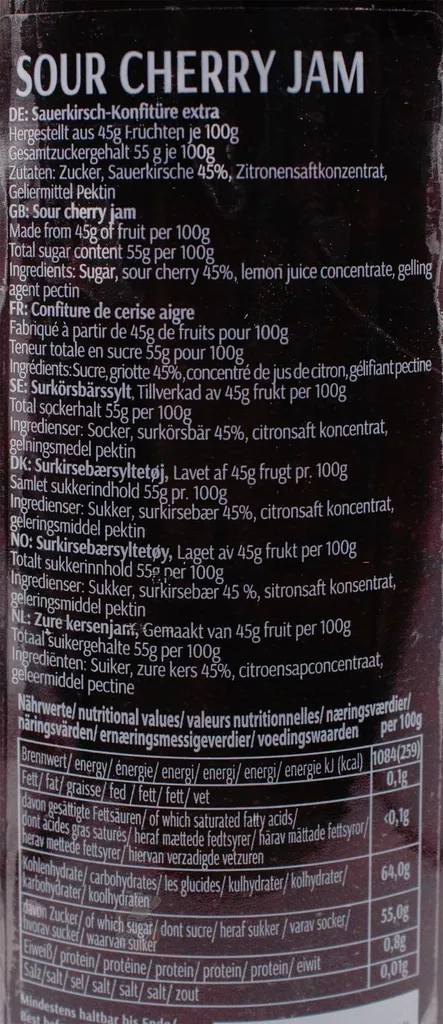 SOUR CHERRY JAM
DE: Sauerkirsch-Konfitüre extra
Hergestellt aus 45g Früchten je 100g
Gesamtzuckergehalt 55 g je 100g
Zutaten: Zucker, Sauerkirsche 45%, Zitronensaftkonzentrat,
Geliermittel Pektin
GB: Sour cherry jam
Made from 45g of fruit per 100g
Total sugar content 55g per 100g
Ingredients: Sugar, sour cherry 45%, lemon juice concentrate, gelling
agent pectin
FR: Confiture de cerise aigre
Fabriqué à partir de 45g de fruits pour 100g
Teneur totale en sucre 55g pour 100g
Ingrédients: Sucre, griotte 45%, concentré de jus de citron, gélifiant pectine
SE: Surkörsbärssylt, Tillverkad av 45g frukt per 100g
Total sockerhalt 55g per 100g
Ingredienser: Socker, surkörsbär 45%, citronsaft koncentrat,
gelningsmedel pektin
DK: Surkirsebærsyltetøj, Lavet af 45g frugt pr. 100g
Samlet sukkerindhold 55g pr. 100g
Ingredienser: Sukker, surkirsebær 45%, citronsaft koncentrat,
geleringsmiddel pektin
NO: Surkirsebærsyltetøy, Laget av 45g frukt per 100g
Totalt sukkerinnhold 55g per 100g
Ingredienser: Sukker, surkirsebær 45 %, sitronsaft konsentrat,
geleringsmiddel pektin
NL: Zure kersenjam, Gemaakt van 45g fruit per 100g
Totaal suikergehalte 55g per 100g
Ingrediënten: Suiker, zure kers 45%, citroensapconcentraat,
geleermiddel pectine
Nährwerte/ nutritional values/ valeurs nutritionnelles/ næringsværdier/
näringsvärden/ ernæringsmessigeverdier/ voedingswaarden per 100g
Brennwert/ energy/ énergie/ energi/ energi/ energi/ energie kJ (kcal) 1084(259)
Fett/ fat/ graisse/ fed / fett/ fett/ vet 0,1g
davon gesättigte Fettsäuren/ of which saturated fatty acids/
dont acides gras saturés/ heraf mættede fedtsyrer/ härav mättade fettsyror/ <0,1g
herav mettede fettsyrer/ hiervan verzadigde vetzuren
Kohlenhydrate/ carbohydrates/ les glucides/ kulhydrater/ kolhydrater/ 64,0g
karbohydrater/ koolhydraten
davon Zucker/ of which sugar/ dont sucre/ heraf sukker / varav socker/ 55,0g
hvorav sucker/ waarvan suiker
Eiweiß/ protein/ protéine/ protein/ protein/ protein/ eiwit 0,8g
Salz/ salt/ sel/ salt/ salt/ salt/ zout 0,01g
Mindestens haltbar bis Ende/
Best